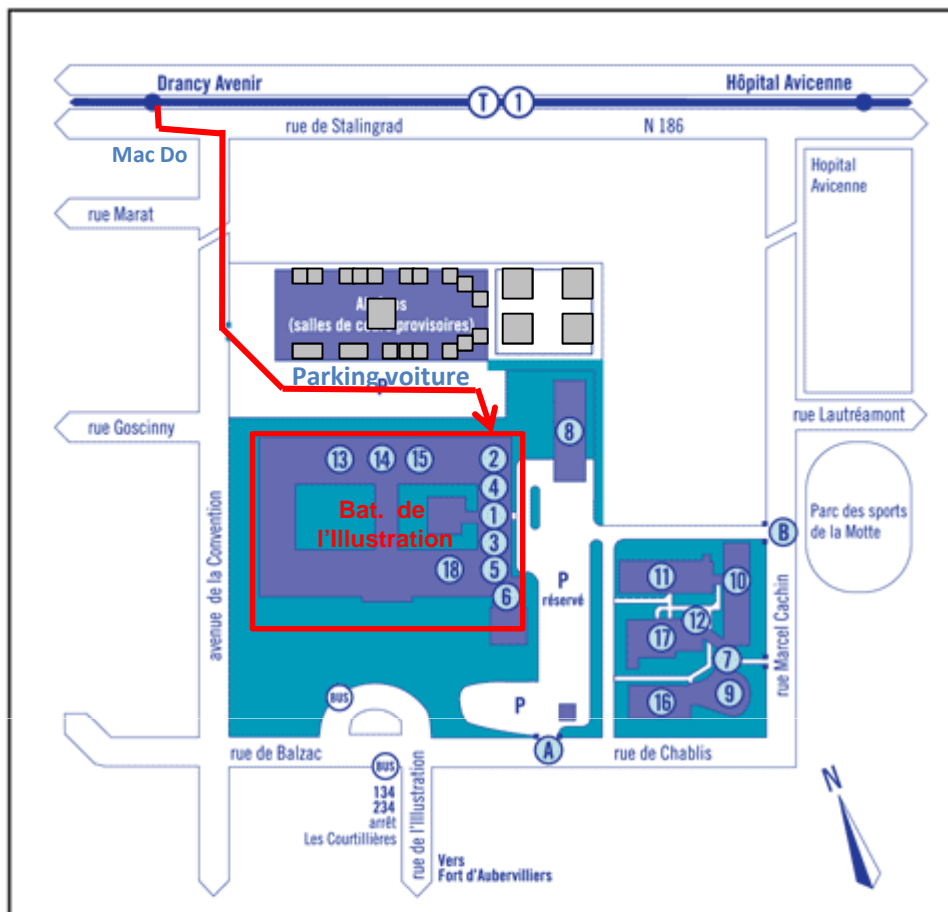 Drancy Avenir
Hôpital Avicenne
T 1
rue de Stalingrad
N 186
Mac Do
Hopital
Avicenne
rue Marat
(salles de cours provisoires)
Parking voiture
P
rue Goscinny
rue Lautréamont
8
13 14 15 2
4
Bat. de
l'Illustration
1
3
18 5
6
avenue de la Convention
P
réservé
B
Parc des sports
de la Motte
11 10
12
17
7
16 9
rue Marcel Cachin
BUS
P
A
rue de Balzac
rue de Chablis
BUS
134
234
arrêt
Les Courtillières
rue de l'Illustration
Vers
Fort d'Aubervilliers
N